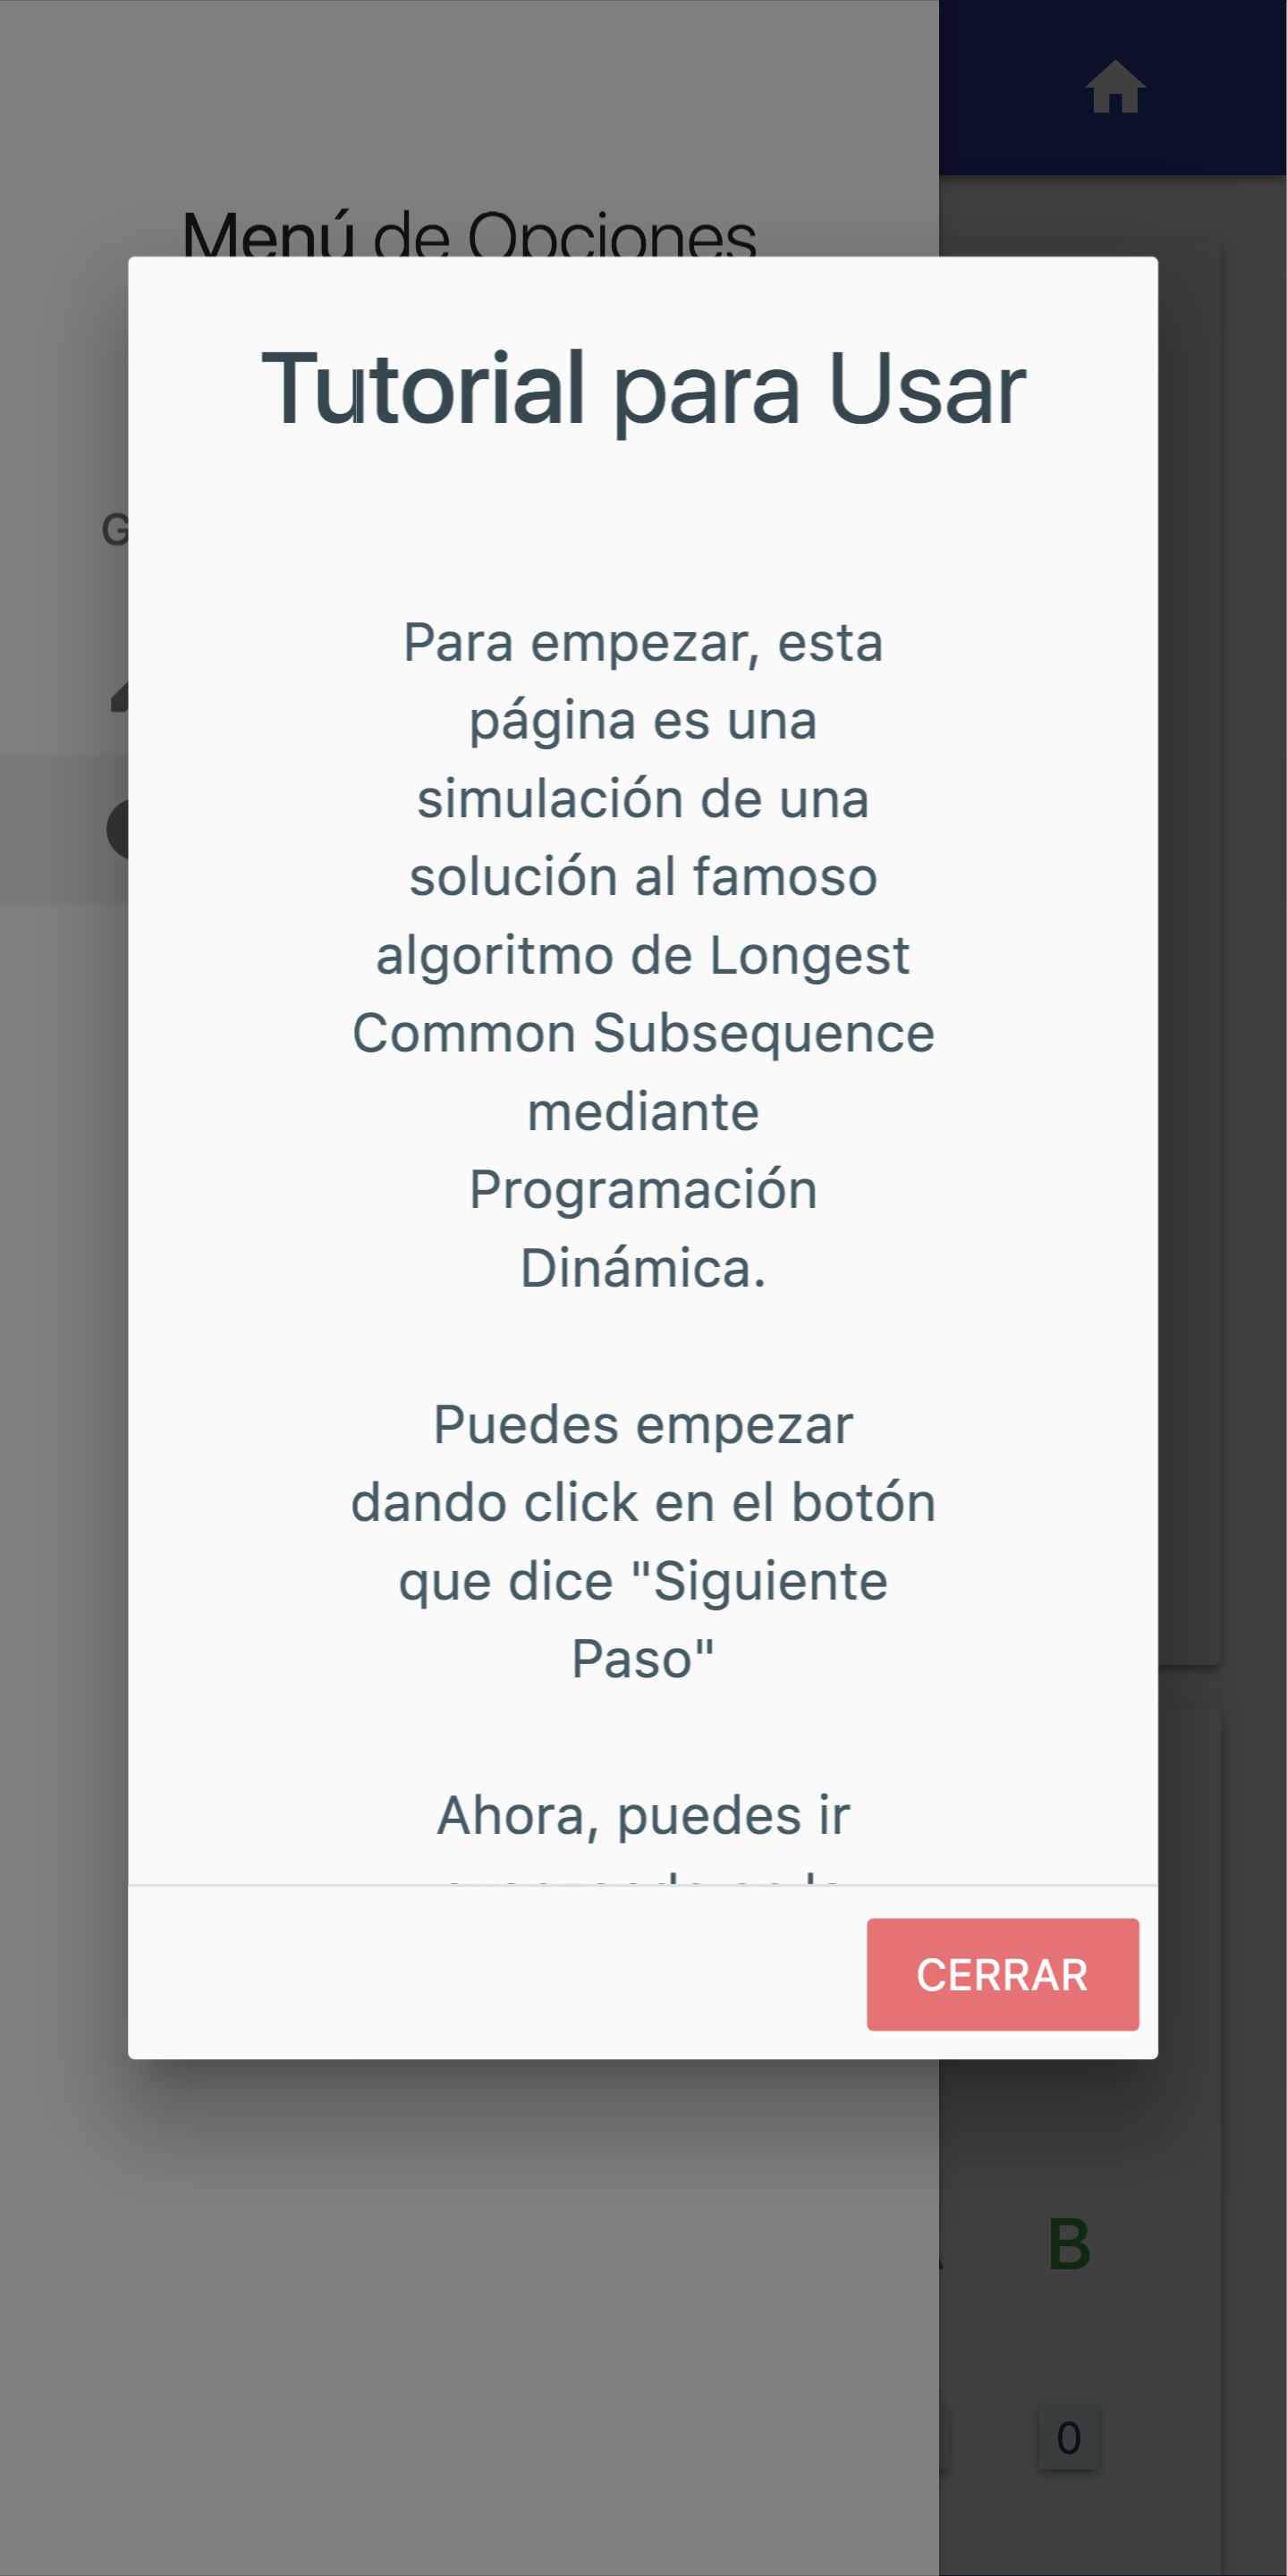 Menú de Opciones
Tutorial para Usar
G
Para empezar, esta
página es una
simulación de una
solución al famoso
algoritmo de Longest
Common Subsequence
mediante
Programación
Dinámica.
Puedes empezar
dando click en el botón
que dice "Siguiente
Paso"
Ahora, puedes ir
CERRAR
B
0